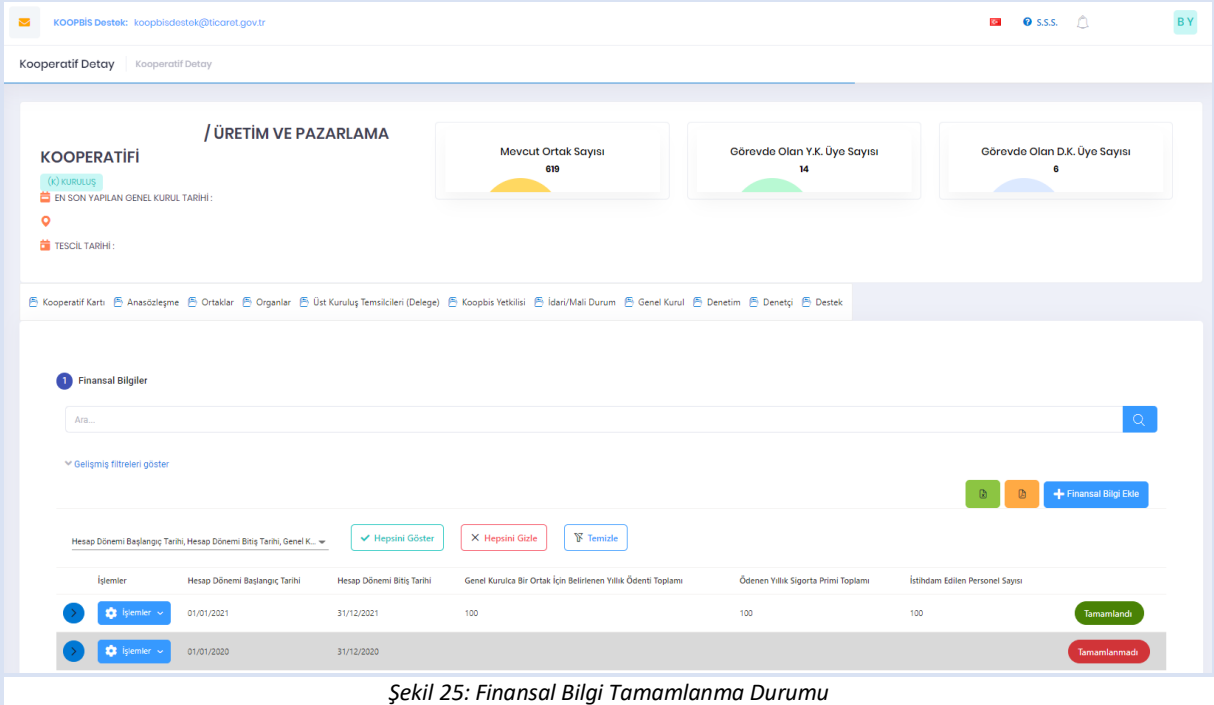 KOOPBİS Destek: koopbisdestek@ticaret.gov.tr
S.S.S.
B Y
Kooperatif Detay Kooperatif Detay
/ ÜRETİM VE PAZARLAMA
KOOPERATİFİ
(K) KURULUŞ
EN SON YAPILAN GENEL KURUL TARİHİ :
TESCİL TARİHİ :
Mevcut Ortak Sayısı
619
Görevde Olan Y.K. Üye Sayısı
14
Görevde Olan D.K. Üye Sayısı
6
Kooperatif Kartı Anasözleşme Ortaklar Organlar Üst Kuruluş Temsilcileri (Delege) Koopbis Yetkilisi İdari/Mali Durum Genel Kurul Denetim Denetçi Destek
1 Finansal Bilgiler
Ara...
Gelişmiş filtreleri göster
Finansal Bilgi Ekle
Hesap Dönemi Başlangıç Tarihi, Hesap Dönemi Bitiş Tarihi, Genel K... Hepsini Göster Hepsini Gizle Temizle
İşlemler Hesap Dönemi Başlangıç Tarihi Hesap Dönemi Bitiş Tarihi Genel Kurulca Bir Ortak İçin Belirlenen Yıllık Ödenti Toplamı Ödenen Yıllık Sigorta Primi Toplamı İstihdam Edilen Personel Sayısı
İşlemler 01/01/2021 31/12/2021 100 100 100 Tamamlandı
İşlemler 01/01/2020 31/12/2020 Tamamlanmadı
Şekil 25: Finansal Bilgi Tamamlanma Durumu